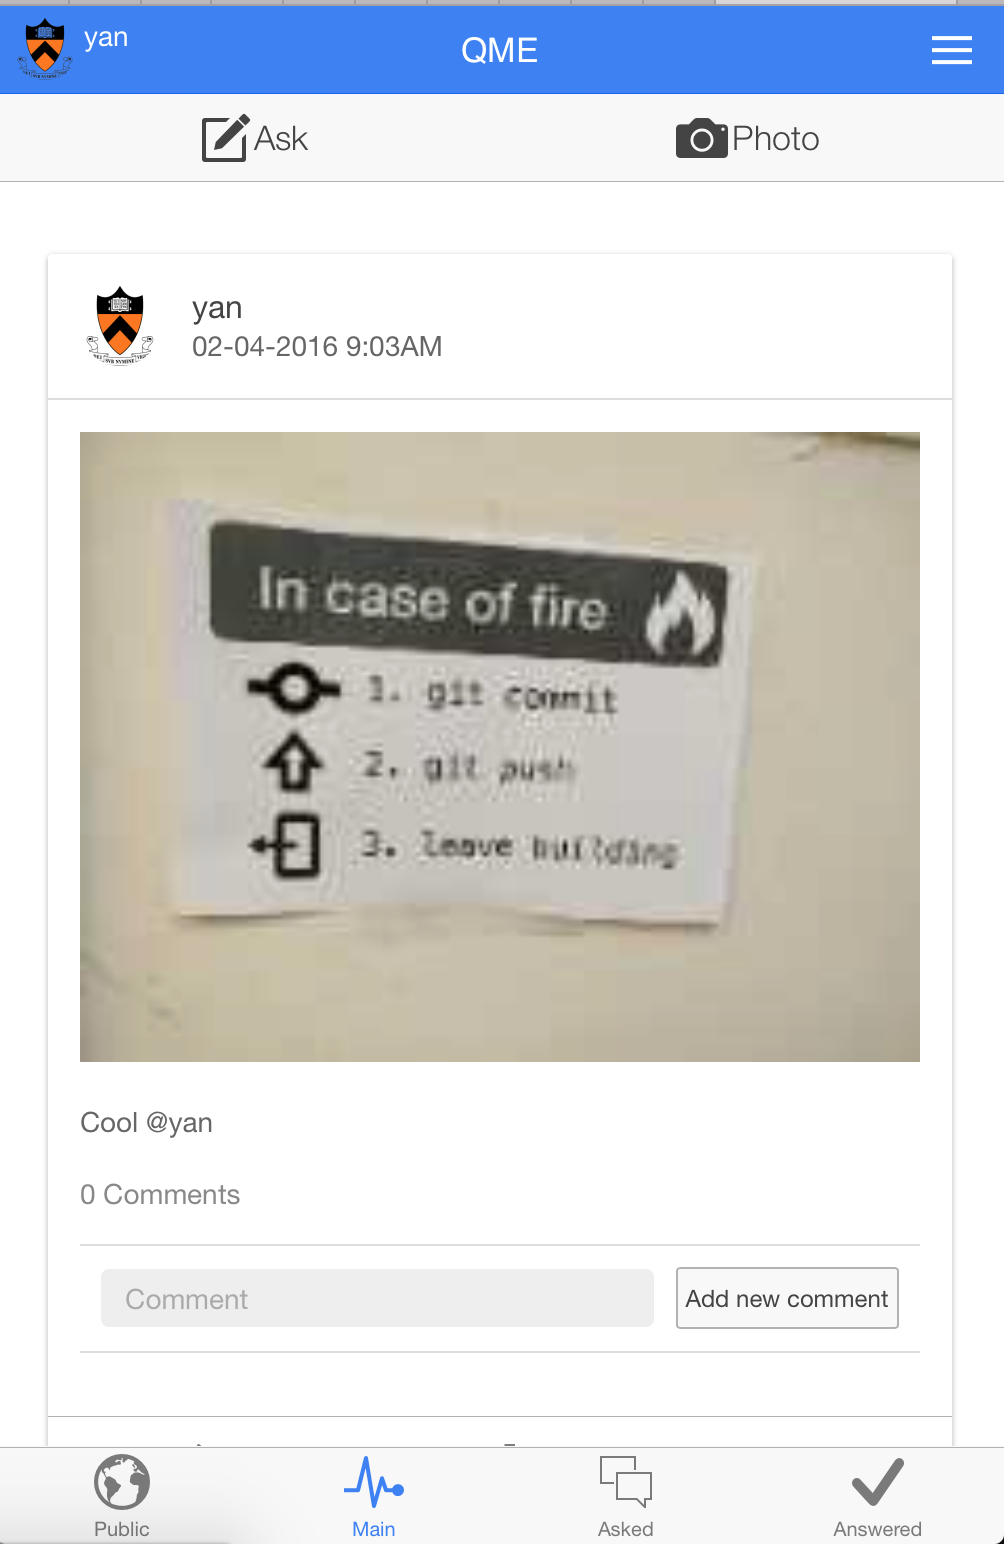 yan
QME
Ask
Photo
yan
02-04-2016 9:03AM
In case of fire
1. git commit
2. git push
3. leave building
Cool @yan
0 Comments
Comment
Add new comment
Public
Main
Asked
Answered